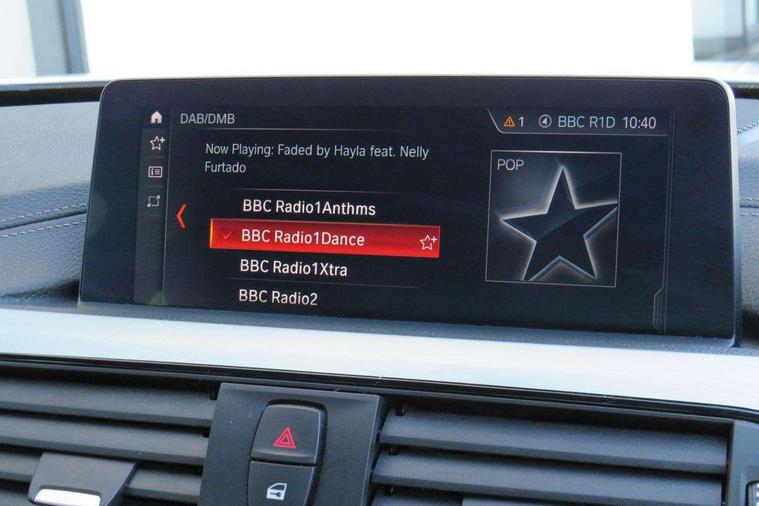 DAB/DMB
1 BBC R1D 10:40
Now Playing: Faded by Hayla feat. Nelly
Furtado
POP
BBC Radio1Anthms
BBC Radio1Dance
BBC Radio1Xtra
BBC Radio2